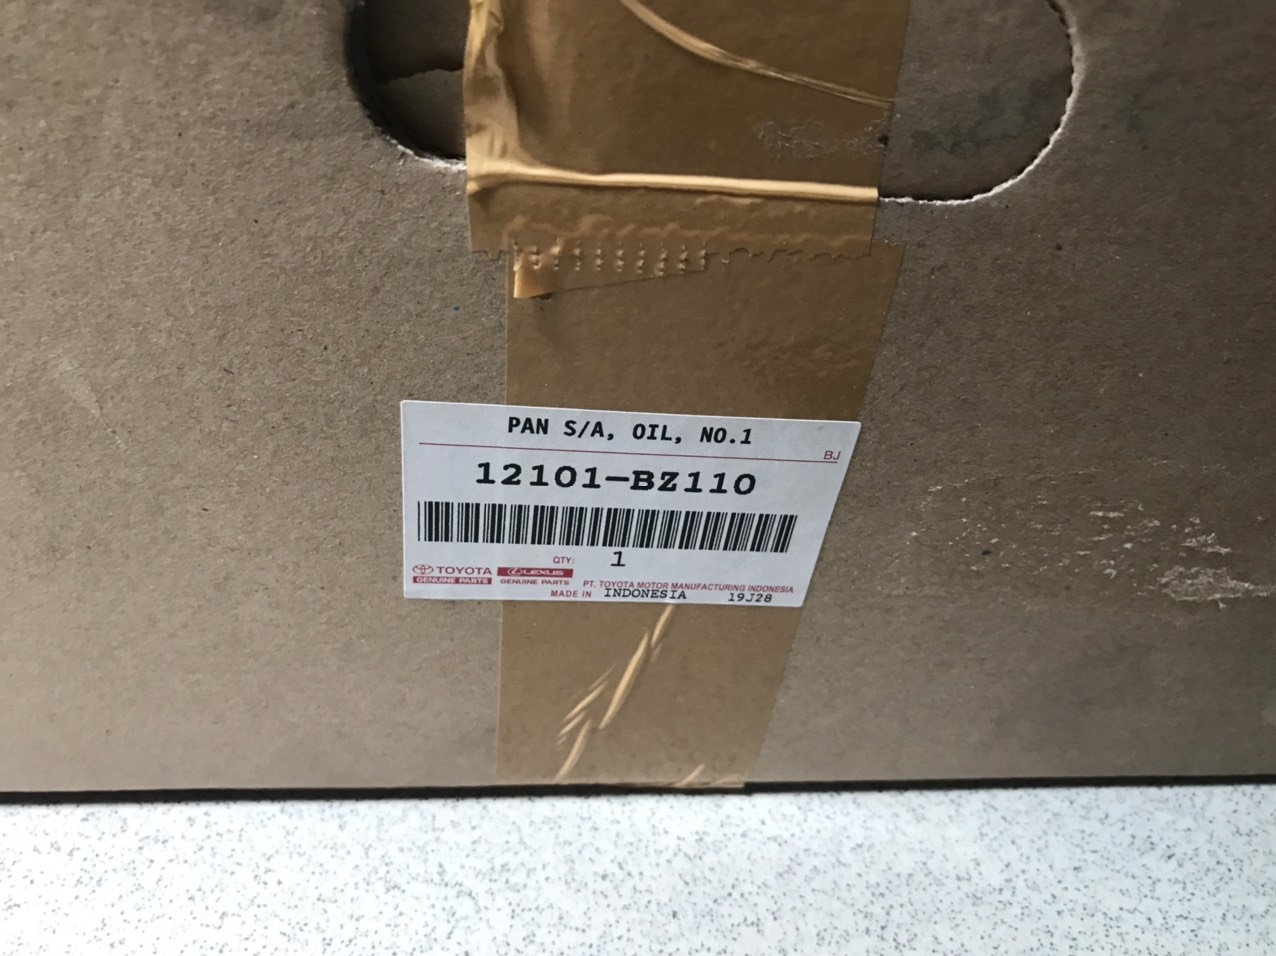 PAN S/A, OIL, NO.1
BJ
12101-BZ110
QTY: 1
TOYOTA LEXUS
GENUINE PARTS GENUINE PARTS PT. TOYOTA MOTOR MANUFACTURING INDONESIA
MADE IN INDONESIA 19J28